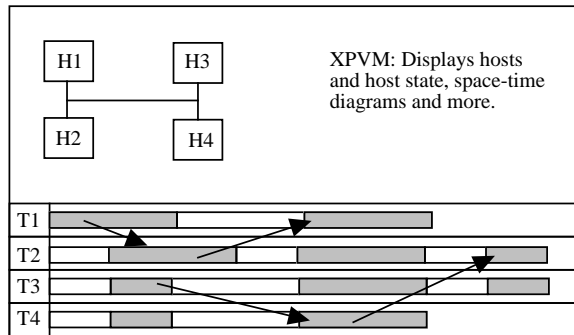 H1
H3
H2
H4
XPVM: Displays hosts
and host state, space-time
diagrams and more.
T1
T2
T3
T4